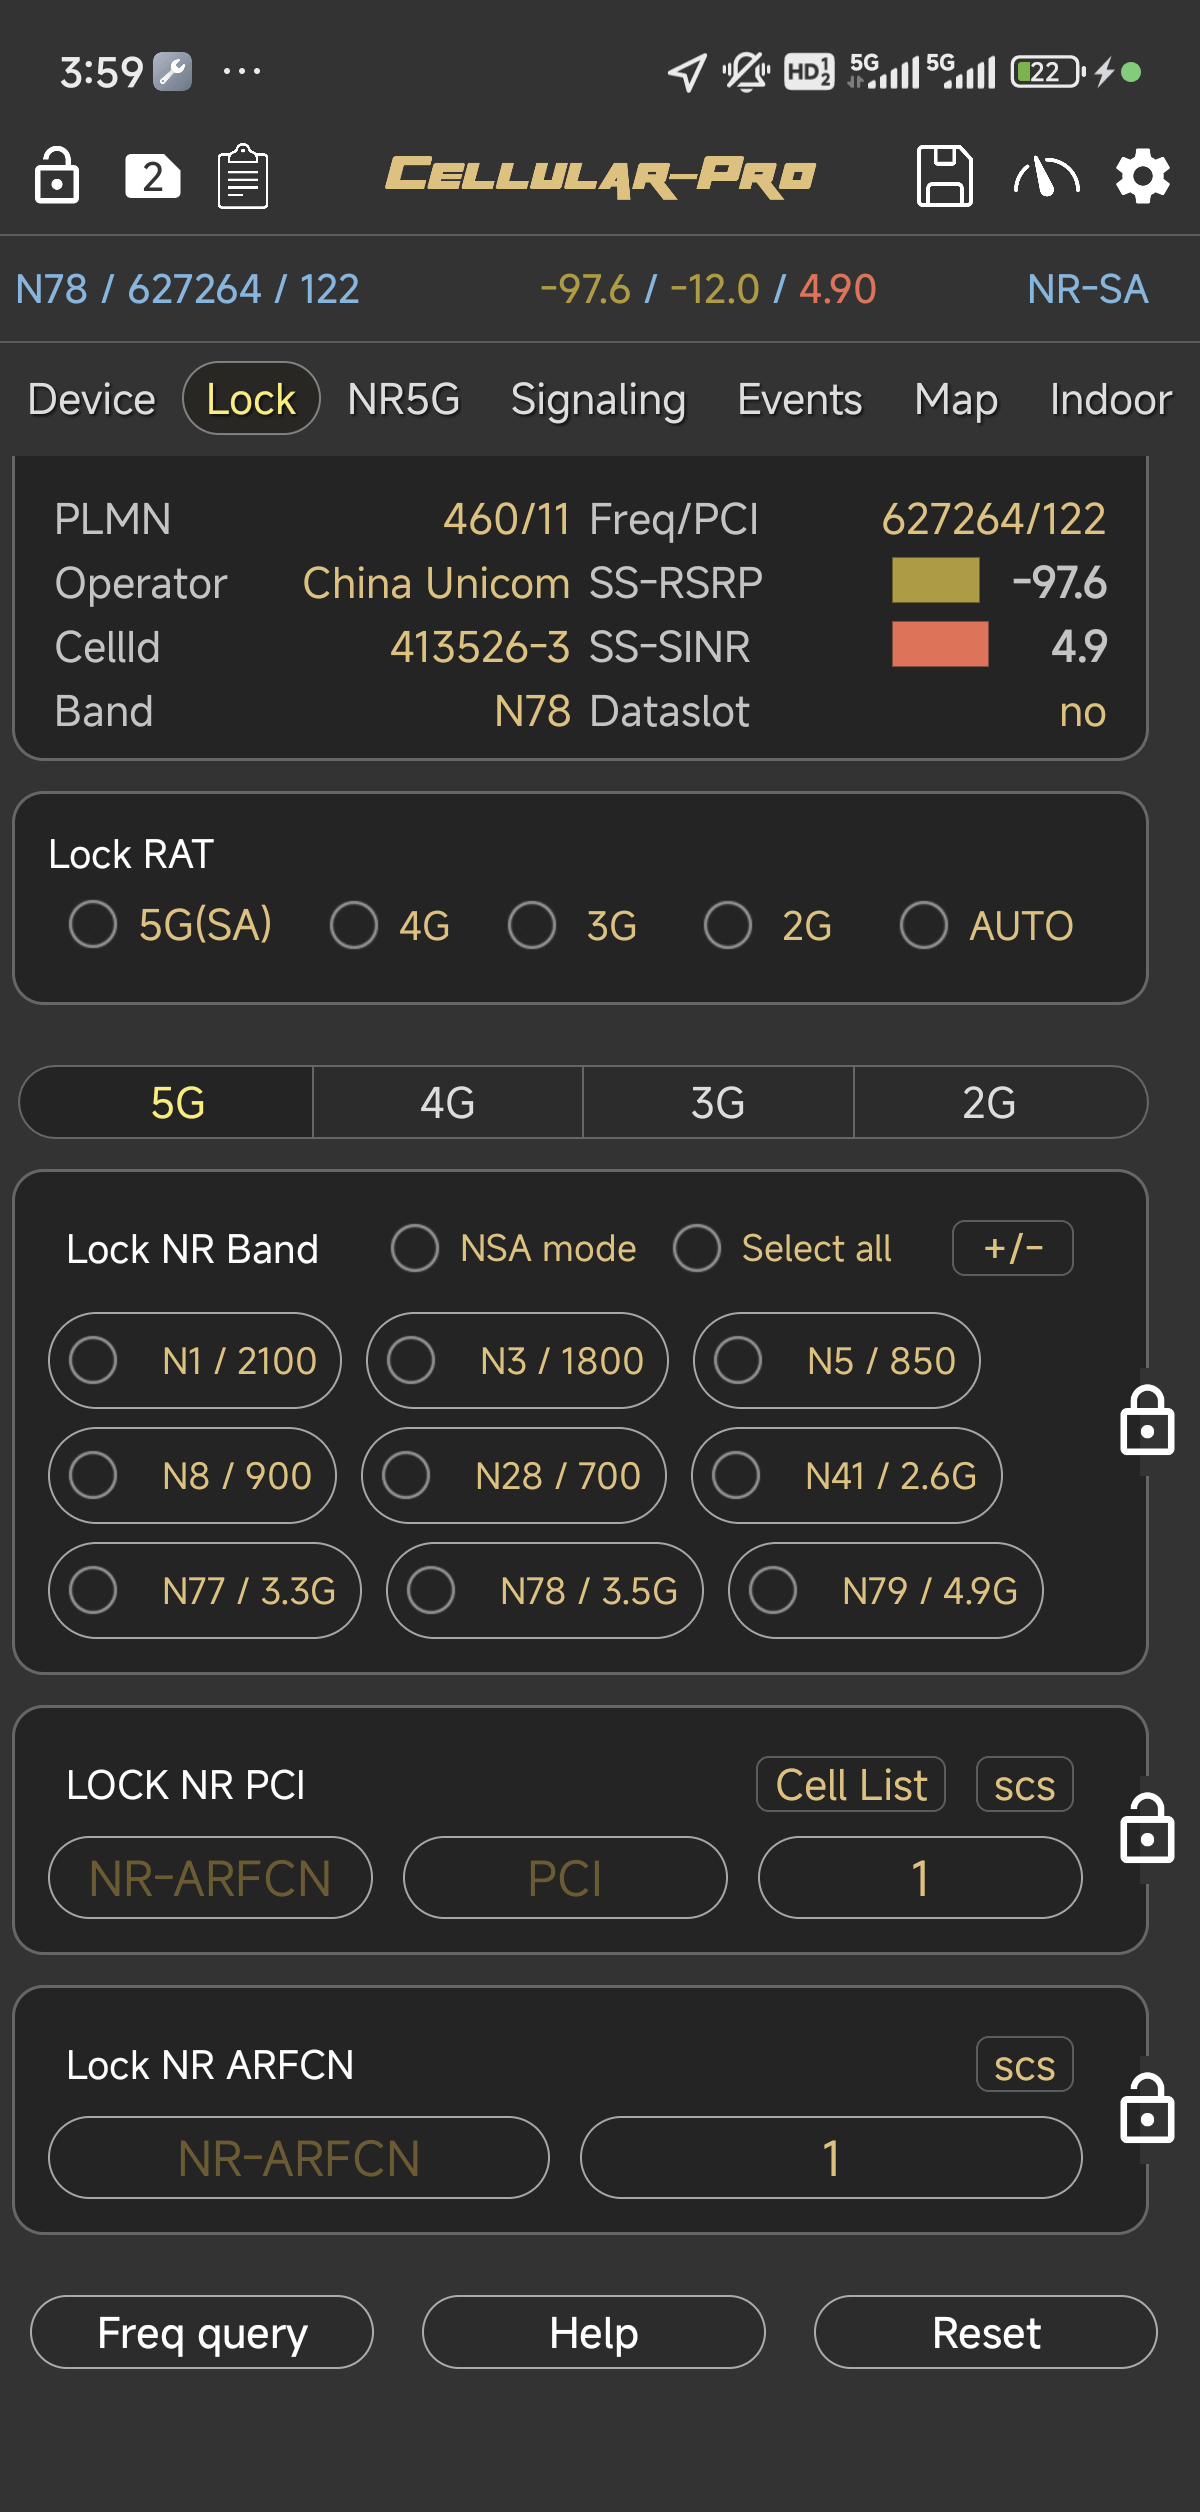 3:59 ··· HD 1 2 5G 5G 22
2 CELLULAR-PRO
N78 / 627264 / 122 -97.6 / -12.0 / 4.90 NR-SA
Device Lock NR5G Signaling Events Map Indoor
PLMN 460/11 Freq/PCI 627264/122
Operator China Unicom SS-RSRP -97.6
CellId 413526-3 SS-SINR 4.9
Band N78 Dataslot no
Lock RAT
5G(SA) 4G 3G 2G AUTO
5G 4G 3G 2G
Lock NR Band NSA mode Select all +/-
N1 / 2100 N3 / 1800 N5 / 850
N8 / 900 N28 / 700 N41 / 2.6G
N77 / 3.3G N78 / 3.5G N79 / 4.9G
LOCK NR PCI Cell List scs
NR-ARFCN PCI 1
Lock NR ARFCN scs
NR-ARFCN 1
Freq query Help Reset